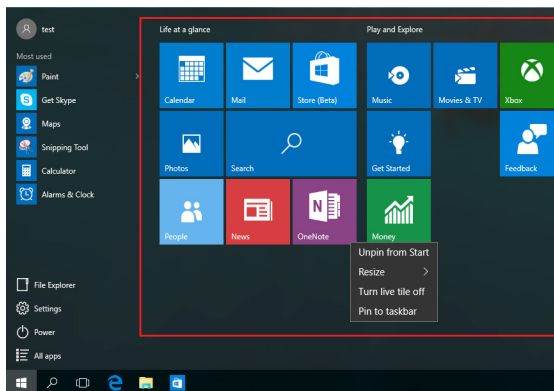 test
Most used
Paint
Get Skype
Maps
Snipping Tool
Calculator
Alarms & Clock
File Explorer
Settings
Power
All apps
Life at a glance
Calendar
Mail
Store (Beta)
Photos
Search
People
News
OneNote
Play and Explore
Music
Movies & TV
Xbox
Get Started
Feedback
Money
Unpin from Start
Resize
Turn live tile off
Pin to taskbar